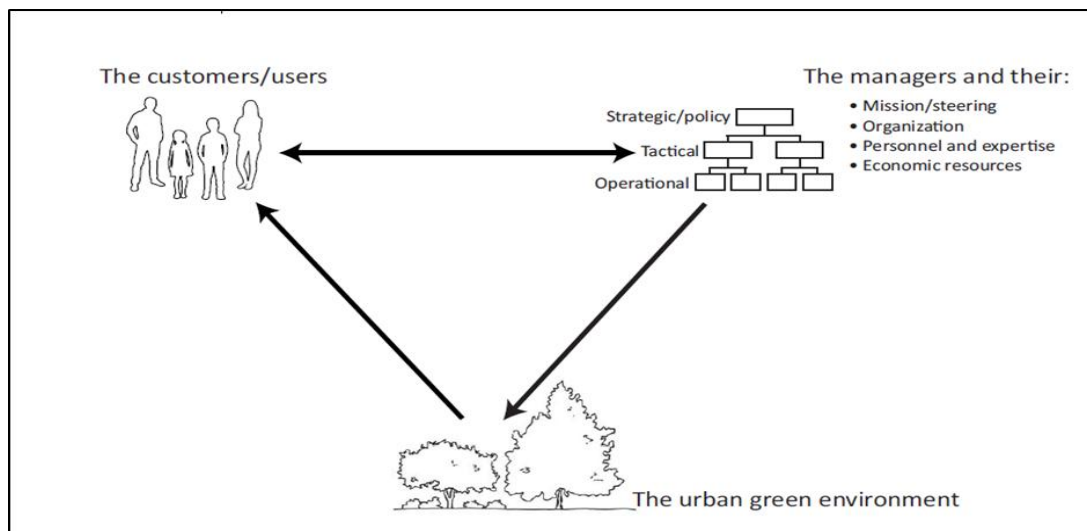 The customers/users
The managers and their:
• Mission/steering
• Organization
• Personnel and expertise
• Economic resources
Strategic/policy
Tactical
Operational
The urban green environment